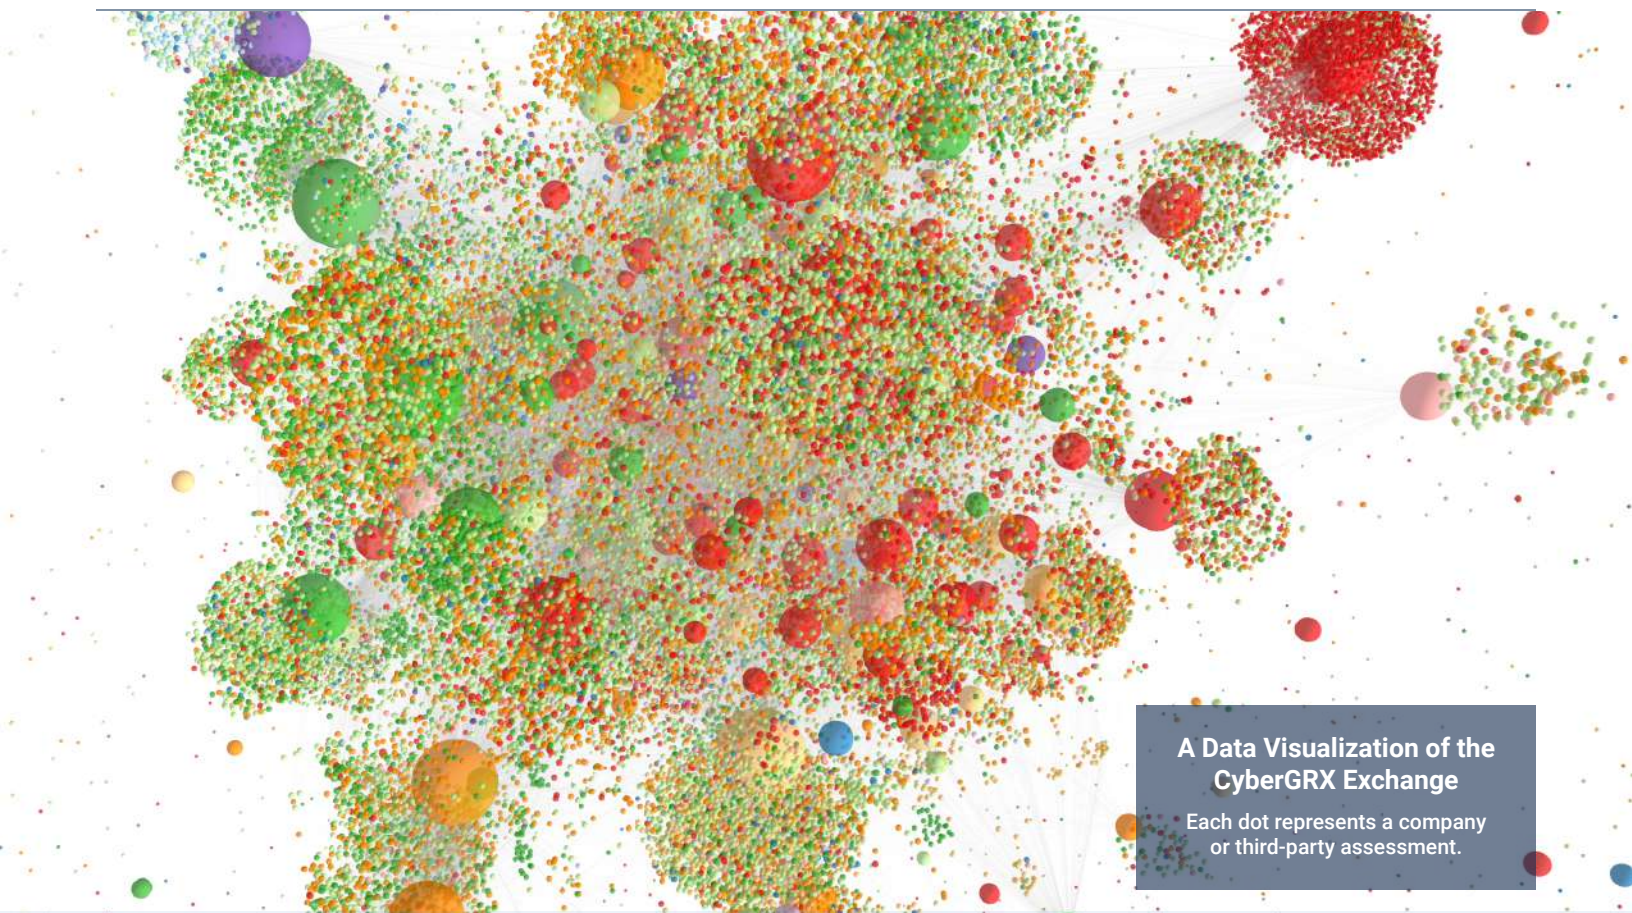 A Data Visualization of the
CyberGRX Exchange
Each dot represents a company
or third-party assessment.